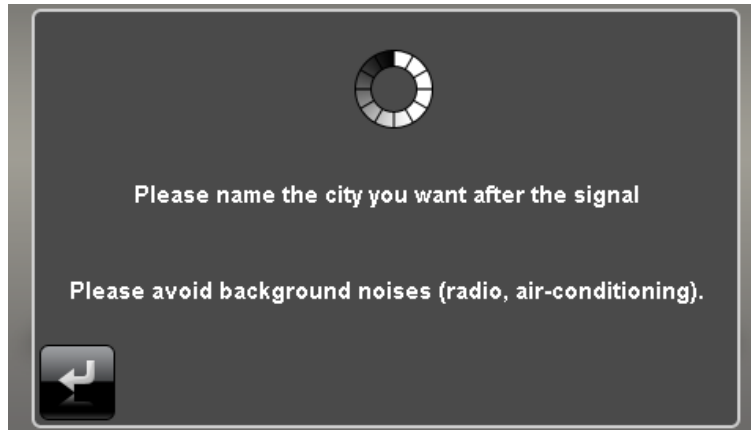 Please name the city you want after the signal
Please avoid background noises (radio, air-conditioning).